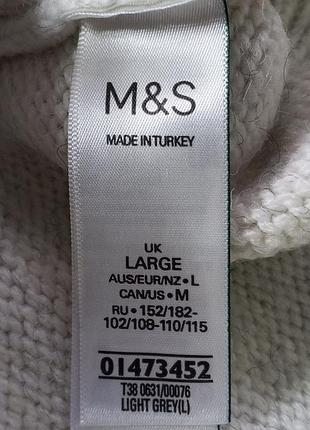 M&S
MADE IN TURKEY
UK
LARGE
AUS/EUR/NZ • L
CAN/US • M
RU • 152/182-
102/108-110/115
01473452
T38 0631/00076
LIGHT GREY(L)